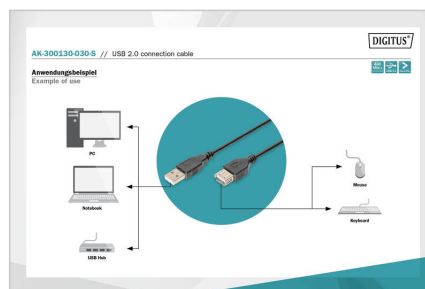 DIGITUS®
AK-300130-030-S // USB 2.0 connection cable
Anwendungsbeispiel
Example of use
PC
Notebook
USB Hub
Mouse
Keyboard